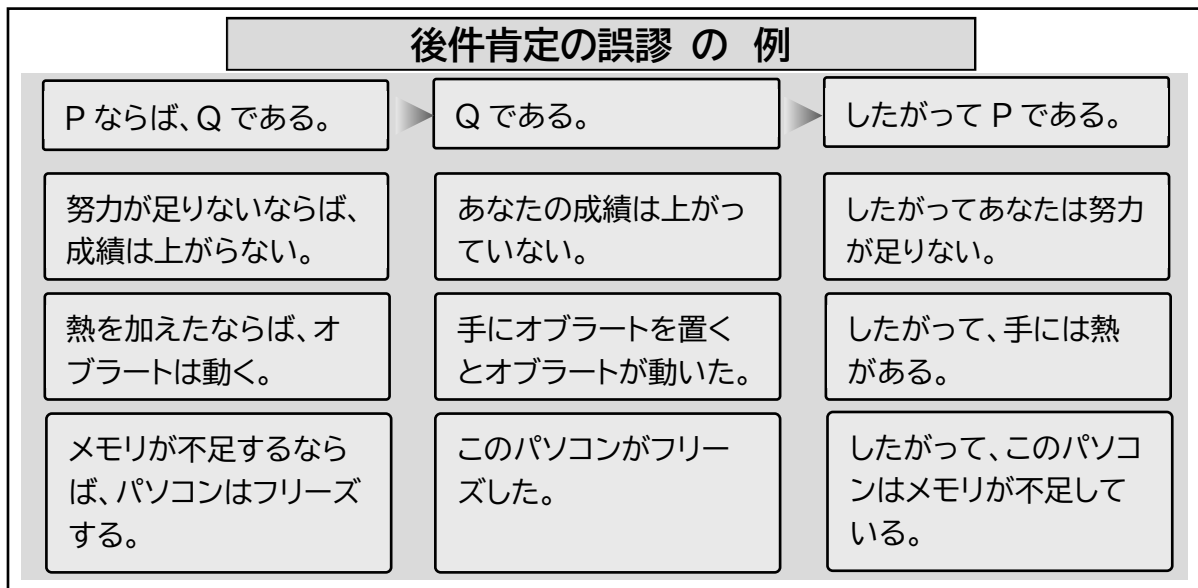 後件肯定の誤謬 の 例
P ならば、Q である。
Q である。
したがって P である。
努力が足りないならば、
成績は上がらない。
あなたの成績は上がっ
ていない。
したがってあなたは努力
が足りない。
熱を加えたならば、オ
ブラートは動く。
手にオブラートを置く
とオブラートが動いた。
したがって、手には熱
がある。
メモリが不足するなら
ば、パソコンはフリーズ
する。
このパソコンがフリー
ズした。
したがって、このパソコ
ンはメモリが不足して
いる。